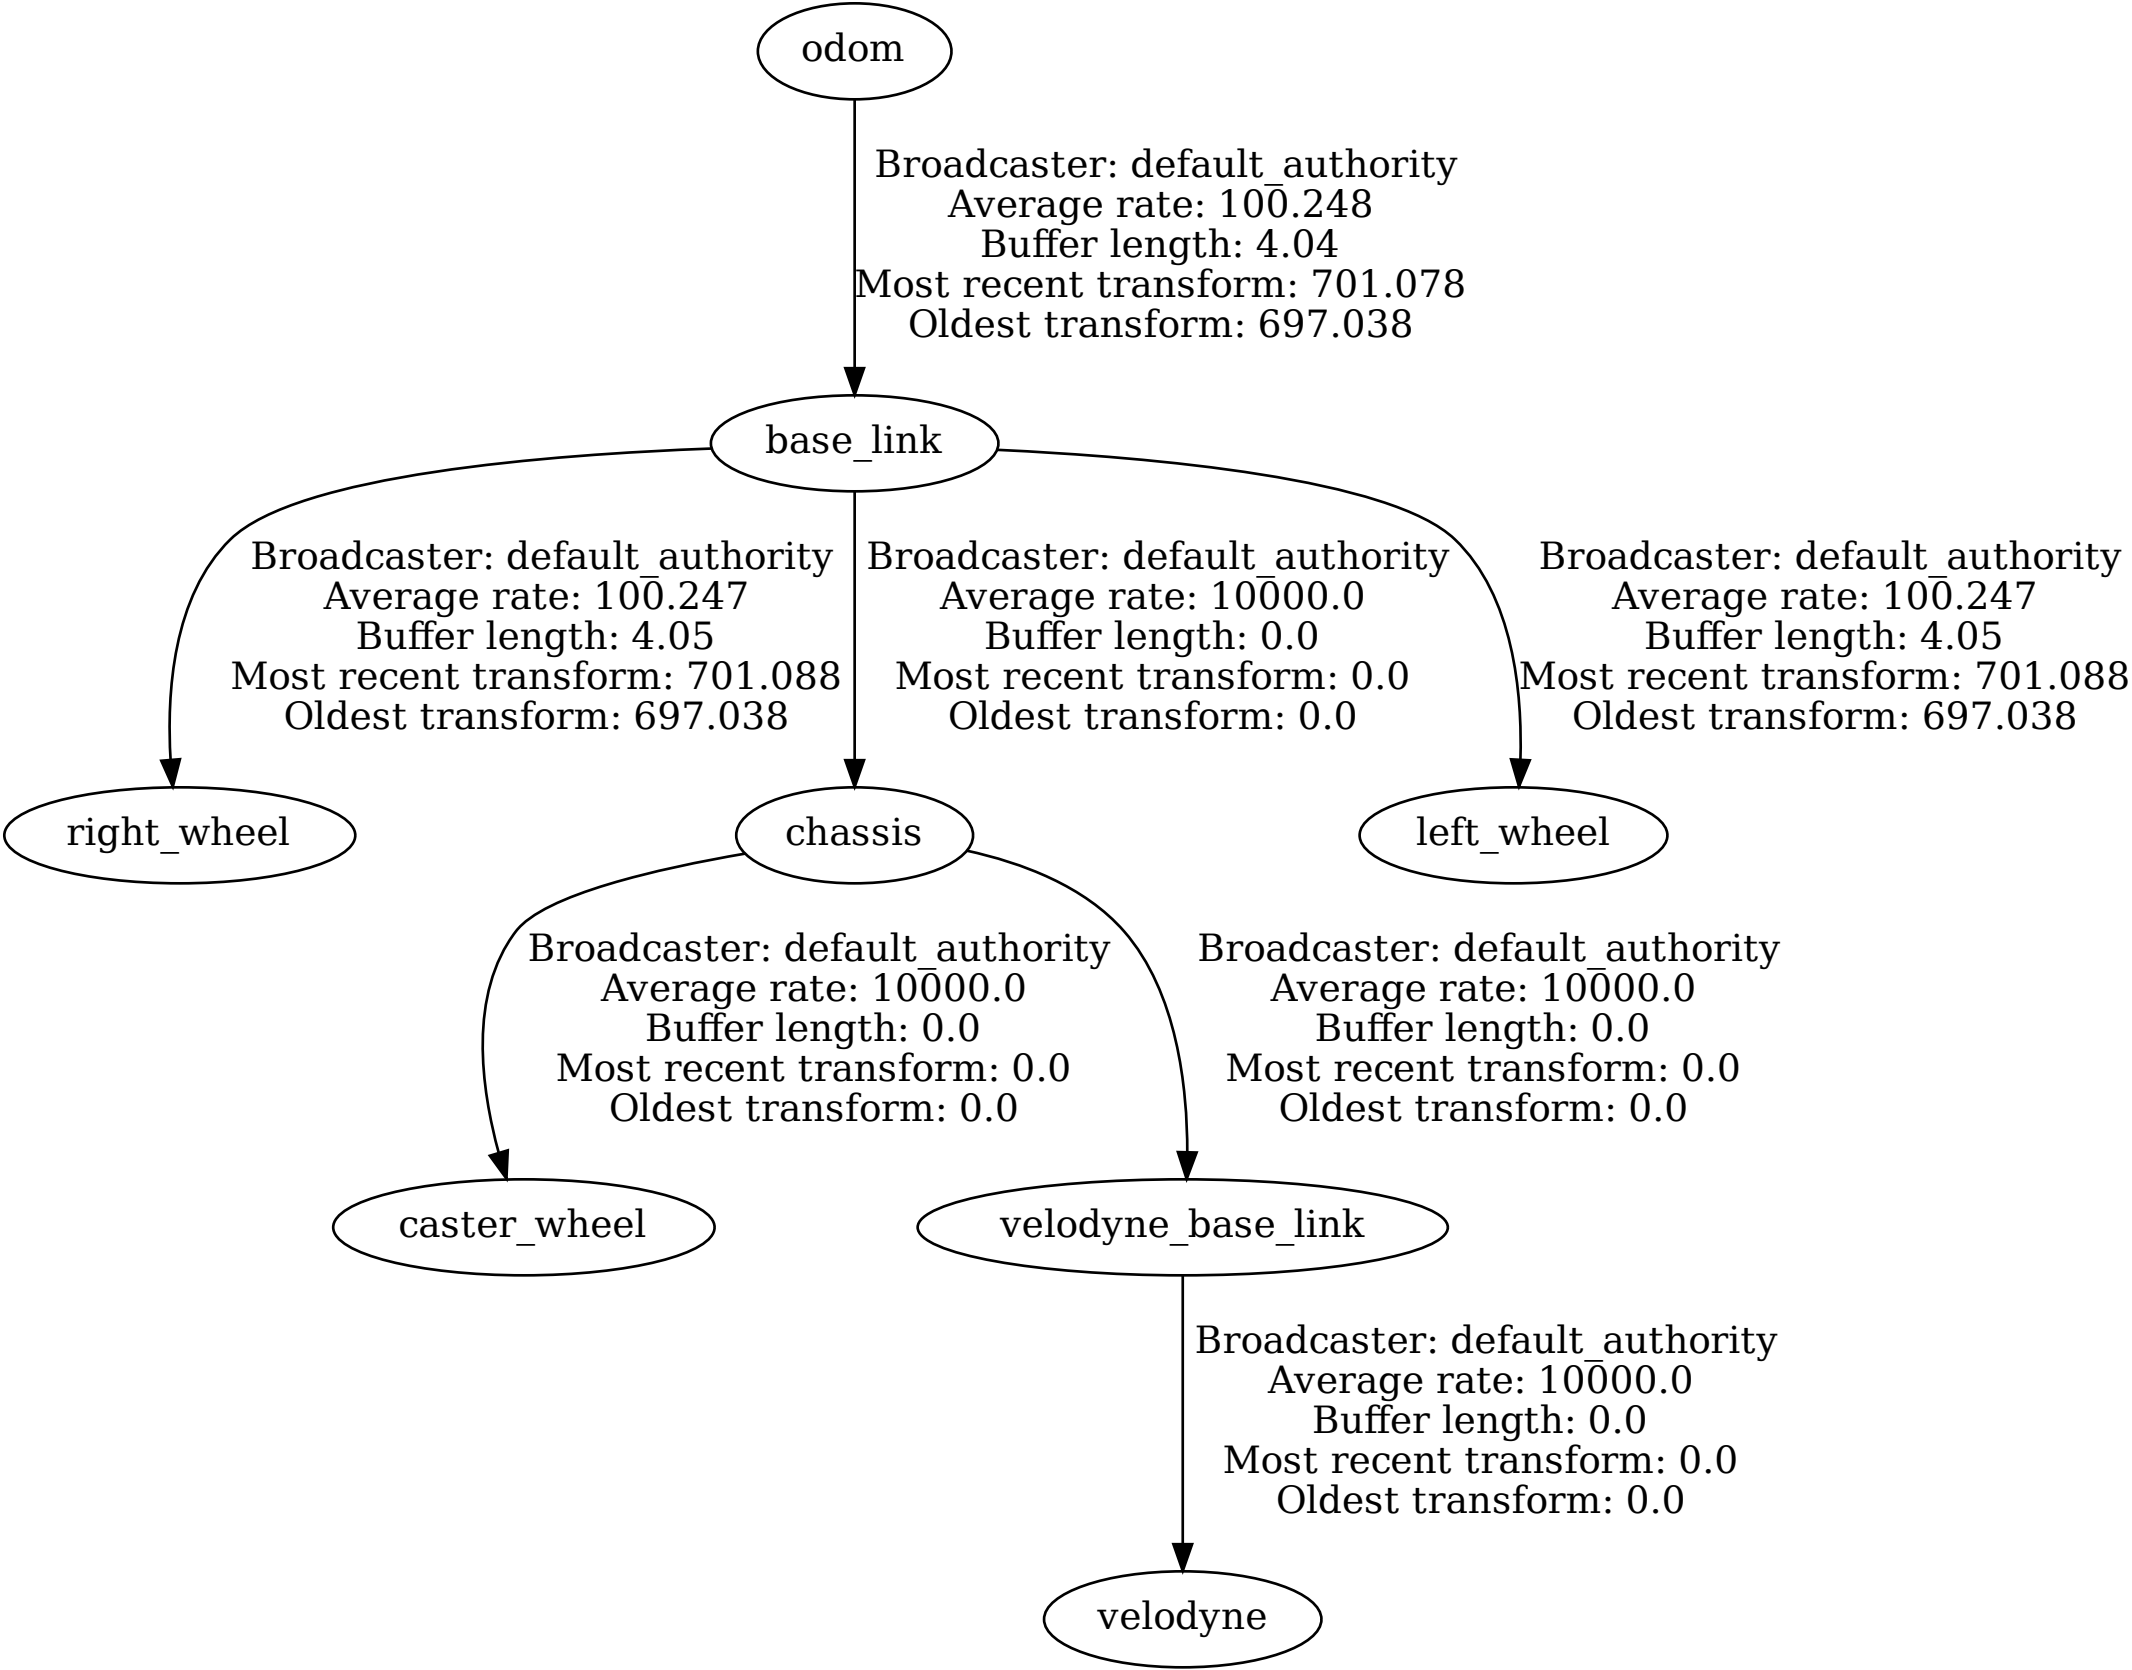 odom
Broadcaster: default_authority
Average rate: 100.248
Buffer length: 4.04
Most recent transform: 701.078
Oldest transform: 697.038
base_link
Broadcaster: default_authority
Average rate: 100.247
Buffer length: 4.05
Most recent transform: 701.088
Oldest transform: 697.038
Broadcaster: default_authority
Average rate: 10000.0
Buffer length: 0.0
Most recent transform: 0.0
Oldest transform: 0.0
Broadcaster: default_authority
Average rate: 100.247
Buffer length: 4.05
Most recent transform: 701.088
Oldest transform: 697.038
right_wheel
chassis
left_wheel
Broadcaster: default_authority
Average rate: 10000.0
Buffer length: 0.0
Most recent transform: 0.0
Oldest transform: 0.0
Broadcaster: default_authority
Average rate: 10000.0
Buffer length: 0.0
Most recent transform: 0.0
Oldest transform: 0.0
caster_wheel
velodyne_base_link
Broadcaster: default_authority
Average rate: 10000.0
Buffer length: 0.0
Most recent transform: 0.0
Oldest transform: 0.0
velodyne